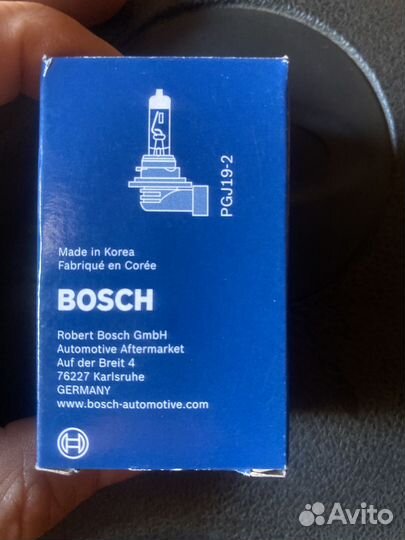 PGJ19-2
Made in Korea
Fabriqué en Corée
BOSCH
Robert Bosch GmbH
Automotive Aftermarket
Auf der Breit 4
76227 Karlsruhe
GERMANY
www.bosch-automotive.com
Avito